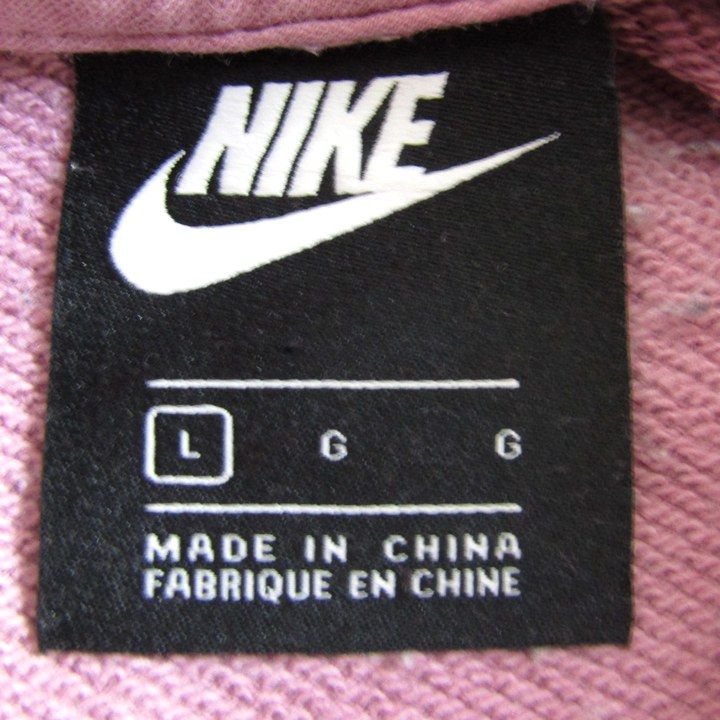 NIKE
L G G
MADE IN CHINA
FABRIQUE EN CHINE